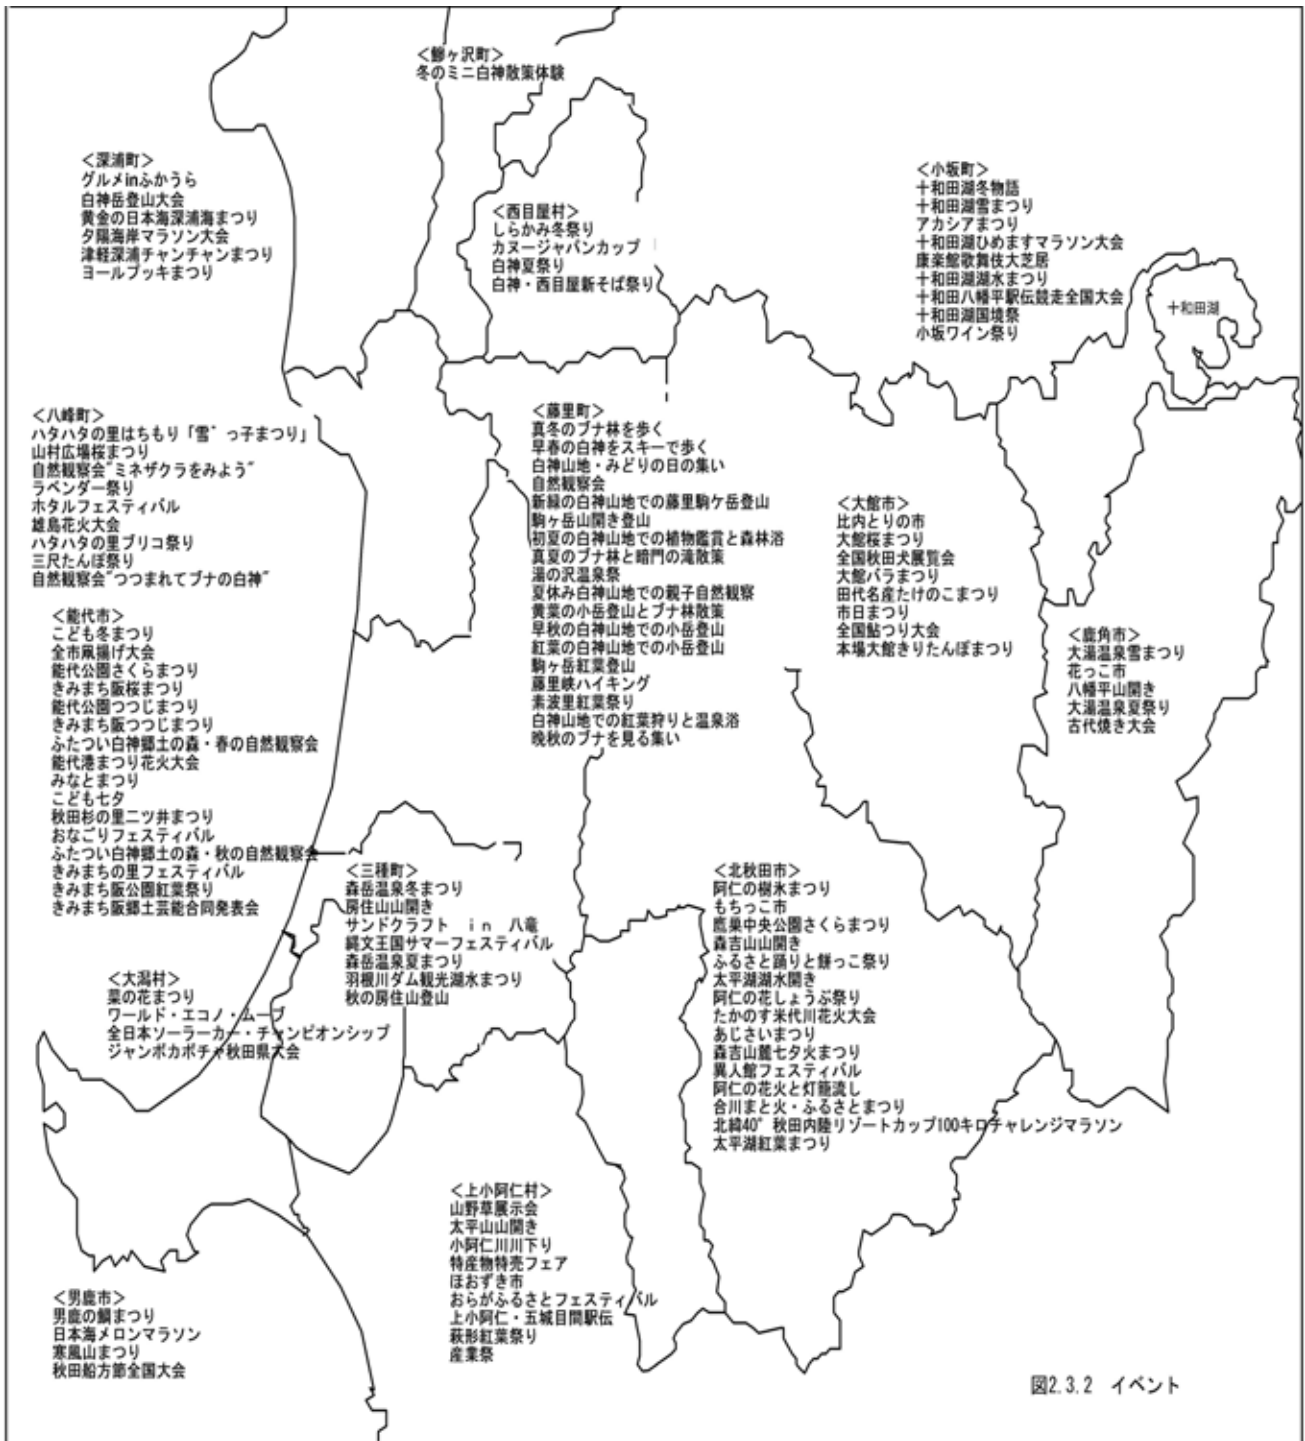 <鰺ヶ沢町>
冬のミニ白神散策体験
<深浦町>
グルメinふかうら
白神岳登山大会
黄金の日本海深浦海まつり
夕陽海岸マラソン大会
津軽深浦チャンチャンまつり
ヨールプッキまつり
<西目屋村>
しらかみ冬祭り
カヌージャパンカップ
白神夏祭り
白神・西目屋新そば祭り
<小坂町>
十和田湖冬物語
十和田湖雪まつり
アカシアまつり
十和田湖ひめますマラソン大会
康楽館歌舞伎大芝居
十和田湖湖水まつり
十和田八幡平駅伝競走全国大会
十和田湖国境祭
小坂ワイン祭り
十和田湖
<八峰町>
ハタハタの里はちもり「雪゛っ子まつり」
山村広場桜まつり
自然観察会"ミネザクラをみよう"
ラベンダー祭り
ホタルフェスティバル
雄島花火大会
ハタハタの里ブリコ祭り
三尺たんぽ祭り
自然観察会"つつまれてブナの白神"
<藤里町>
真冬のブナ林を歩く
早春の白神をスキーで歩く
白神山地・みどりの日の集い
自然観察会
新緑の白神山地での藤里駒ケ岳登山
駒ヶ岳山開き登山
初夏の白神山地での植物鑑賞と森林浴
真夏のブナ林と暗門の滝散策
湯の沢温泉祭
夏休み白神山地での親子自然観察
黄葉の小岳登山とブナ林散策
早秋の白神山地での小岳登山
紅葉の白神山地での小岳登山
駒ヶ岳紅葉登山
藤里峡ハイキング
素波里紅葉祭り
白神山地での紅葉狩りと温泉浴
晩秋のブナを見る集い
<大館市>
比内とりの市
大館桜まつり
全国秋田犬展覧会
大館バラまつり
田代名産たけのこまつり
市日まつり
全国鮎つり大会
本場大館きりたんぽまつり
<鹿角市>
大湯温泉雪まつり
花っこ市
八幡平山開き
大湯温泉夏祭り
古代焼き大会
<能代市>
こども冬まつり
全市凧揚げ大会
能代公園さくらまつり
きみまち阪桜まつり
能代公園つつじまつり
きみまち阪つつじまつり
ふたつい白神郷土の森・春の自然観察会
能代港まつり花火大会
みなとまつり
こども七夕
秋田杉の里二ツ井まつり
おなごりフェスティバル
ふたつい白神郷土の森・秋の自然観察会
きみまちの里フェスティバル
きみまち阪公園紅葉祭り
きみまち阪郷土芸能合同発表会
<三種町>
森岳温泉冬まつり
房住山山開き
サンドクラフト in 八竜
縄文王国サマーフェスティバル
森岳温泉夏まつり
羽根川ダム観光湖水まつり
秋の房住山登山
<北秋田市>
阿仁の樹氷まつり
もちっこ市
鷹巣中央公園さくらまつり
森吉山山開き
ふるさと踊りと餅っこ祭り
太平湖湖水開き
阿仁の花しょうぶ祭り
たかのす米代川花火大会
あじさいまつり
森吉山麓七夕火まつり
異人館フェスティバル
阿仁の花火と灯籠流し
合川まと火・ふるさとまつり
北緯40°秋田内陸リゾートカップ100キロチャレンジマラソン
太平湖紅葉まつり
<大潟村>
菜の花まつり
ワールド・エコノ・ムーブ
全日本ソーラーカー・チャンピオンシップ
ジャンボカボチャ秋田県大会
<上小阿仁村>
山野草展示会
太平山山開き
小阿仁川川下り
特産物特売フェア
ほおずき市
おらがふるさとフェスティバル
上小阿仁・五城目間駅伝
萩形紅葉祭り
産業祭
<男鹿市>
男鹿の鯛まつり
日本海メロンマラソン
寒風山まつり
秋田船方節全国大会
図2.3.2 イベント